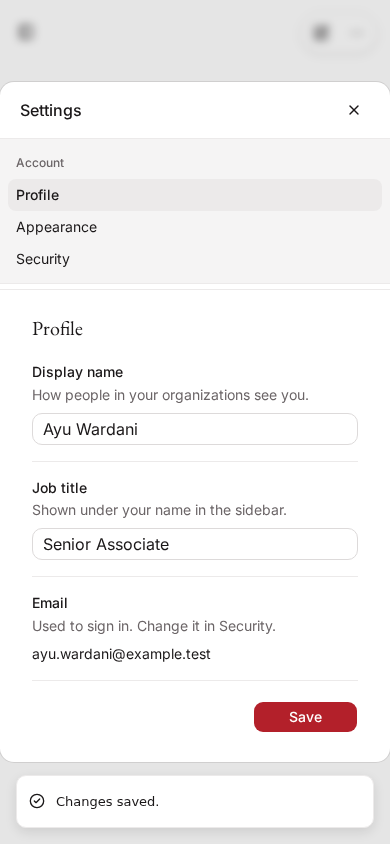 Settings
Account
Profile
Appearance
Security
Profile
Display name
How people in your organizations see you.
Ayu Wardani
Job title
Shown under your name in the sidebar.
Senior Associate
Email
Used to sign in. Change it in Security.
ayu.wardani@example.test
Save
Changes saved.